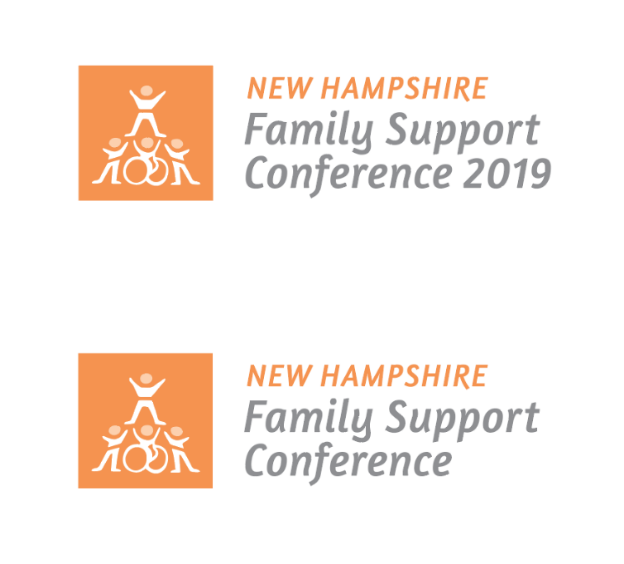 NEW HAMPSHIRE
Family Support
Conference 2019
NEW HAMPSHIRE
Family Support
Conference